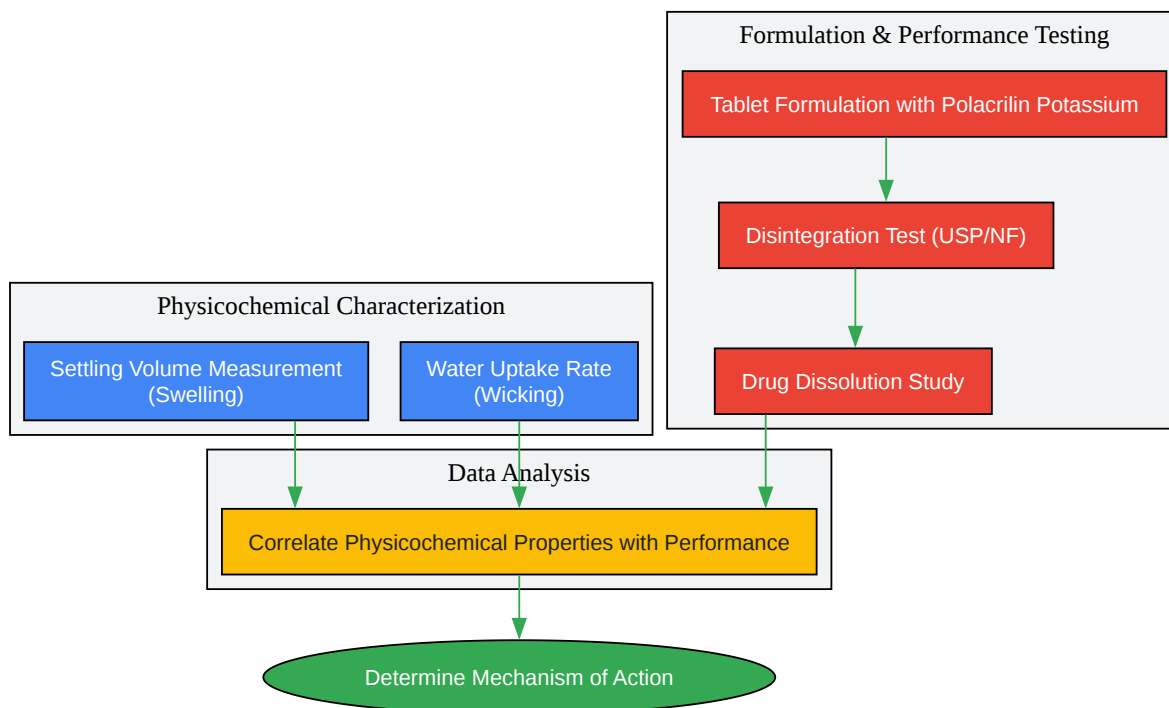 Formulation & Performance Testing
Tablet Formulation with Polacrilin Potassium
Disintegration Test (USP/NF)
Drug Dissolution Study
Physicochemical Characterization
Settling Volume Measurement
(Swelling)
Water Uptake Rate
(Wicking)
Data Analysis
Correlate Physicochemical Properties with Performance
Determine Mechanism of Action